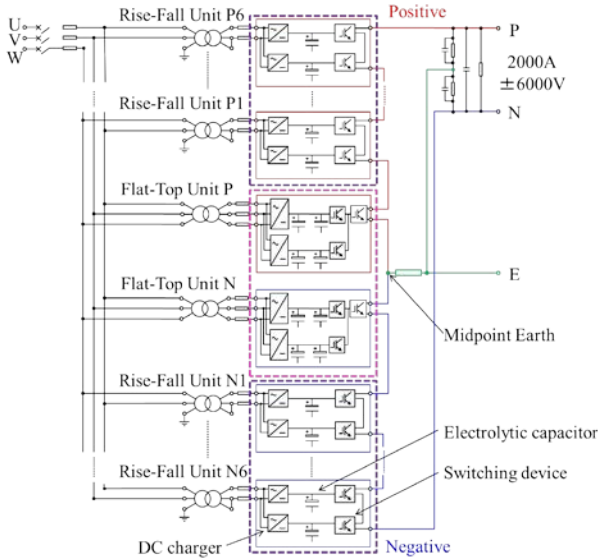 Rise-Fall Unit P6
Positive
U
V
W
P
2000A
±6000V
N
Rise-Fall Unit P1
Flat-Top Unit P
E
Flat-Top Unit N
Midpoint Earth
Rise-Fall Unit N1
Electrolytic capacitor
Rise-Fall Unit N6
Switching device
DC charger
Negative